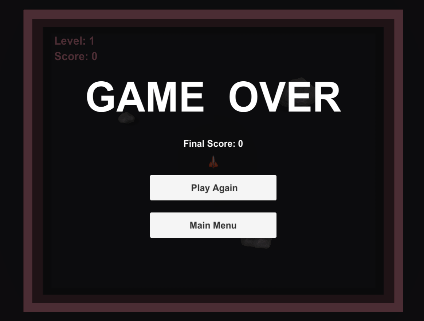 Level: 1
Score: 0
GAME OVER
Final Score: 0
Play Again
Main Menu